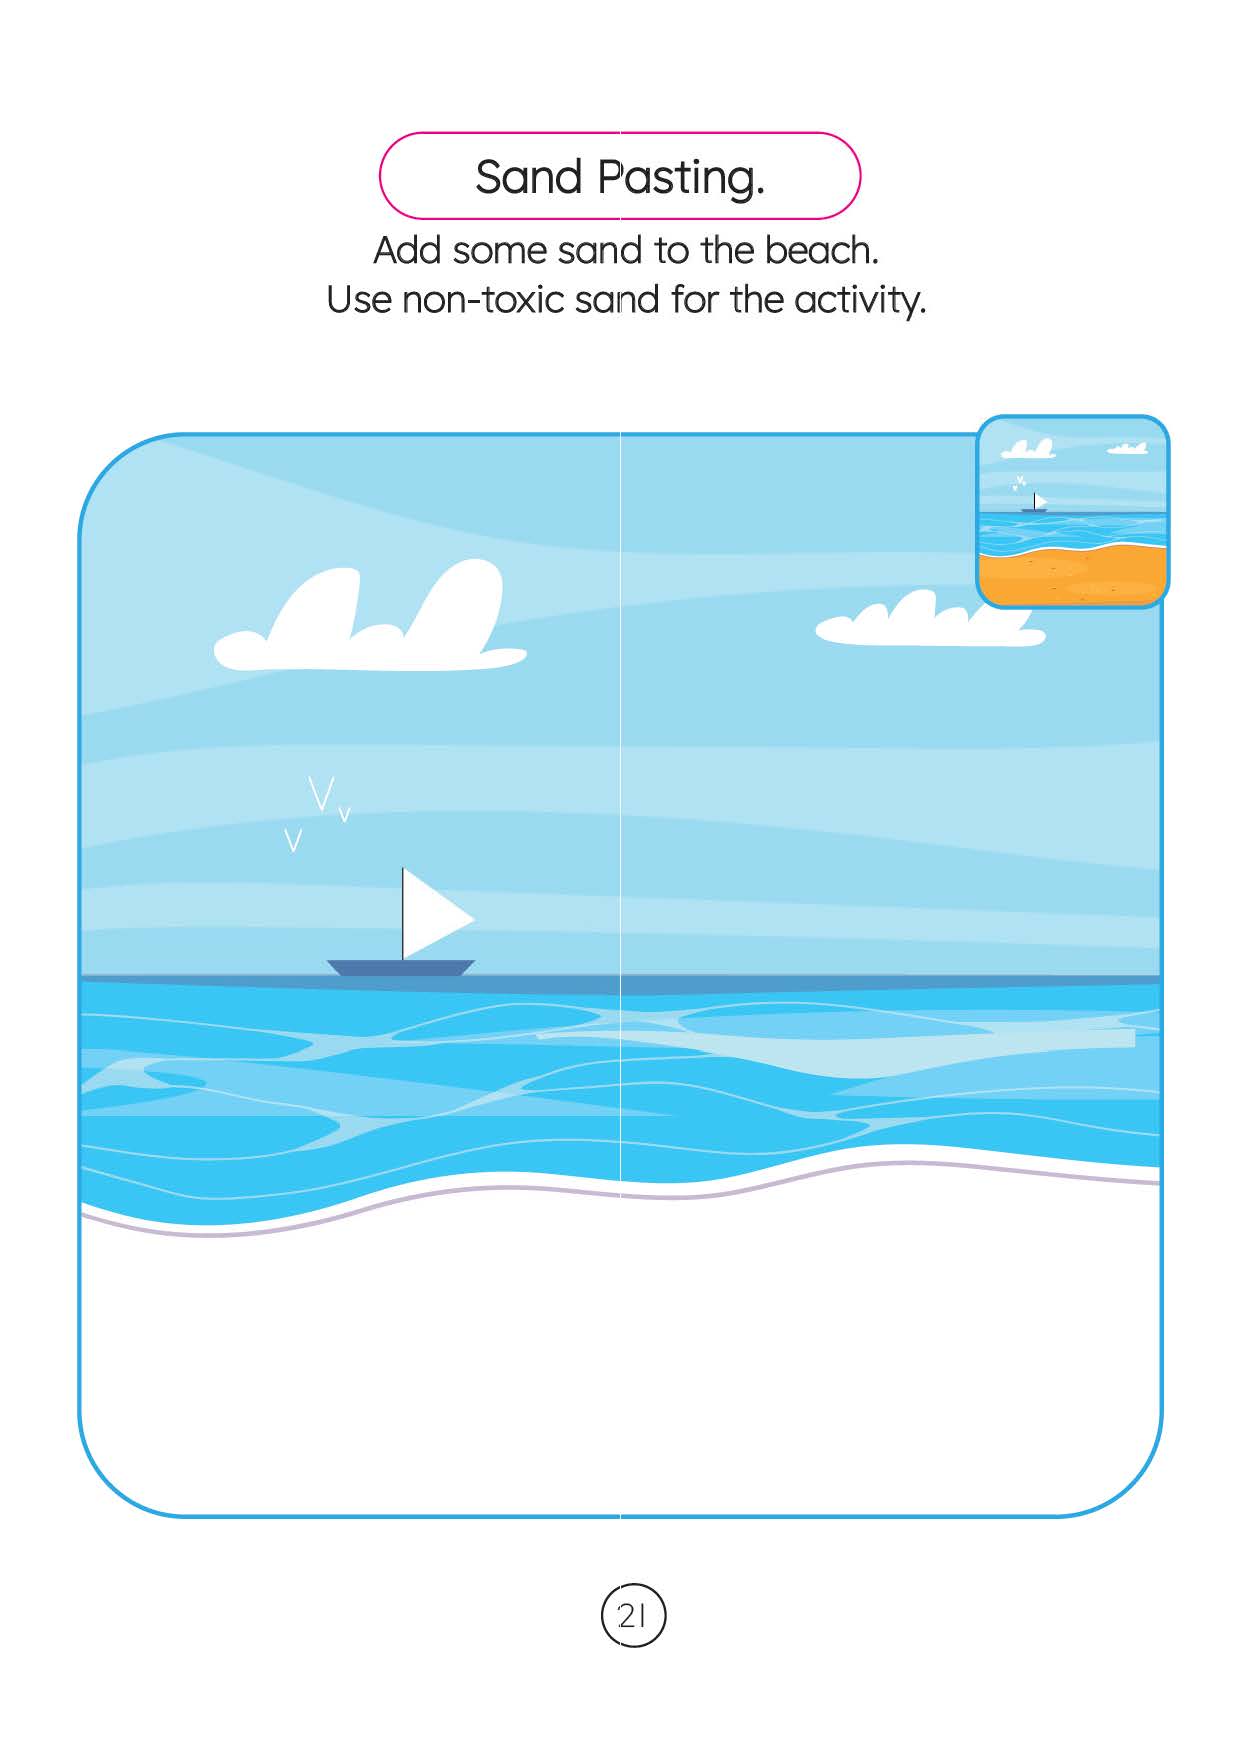 Sand Pasting.
Add some sand to the beach.
Use non-toxic sand for the activity.
21